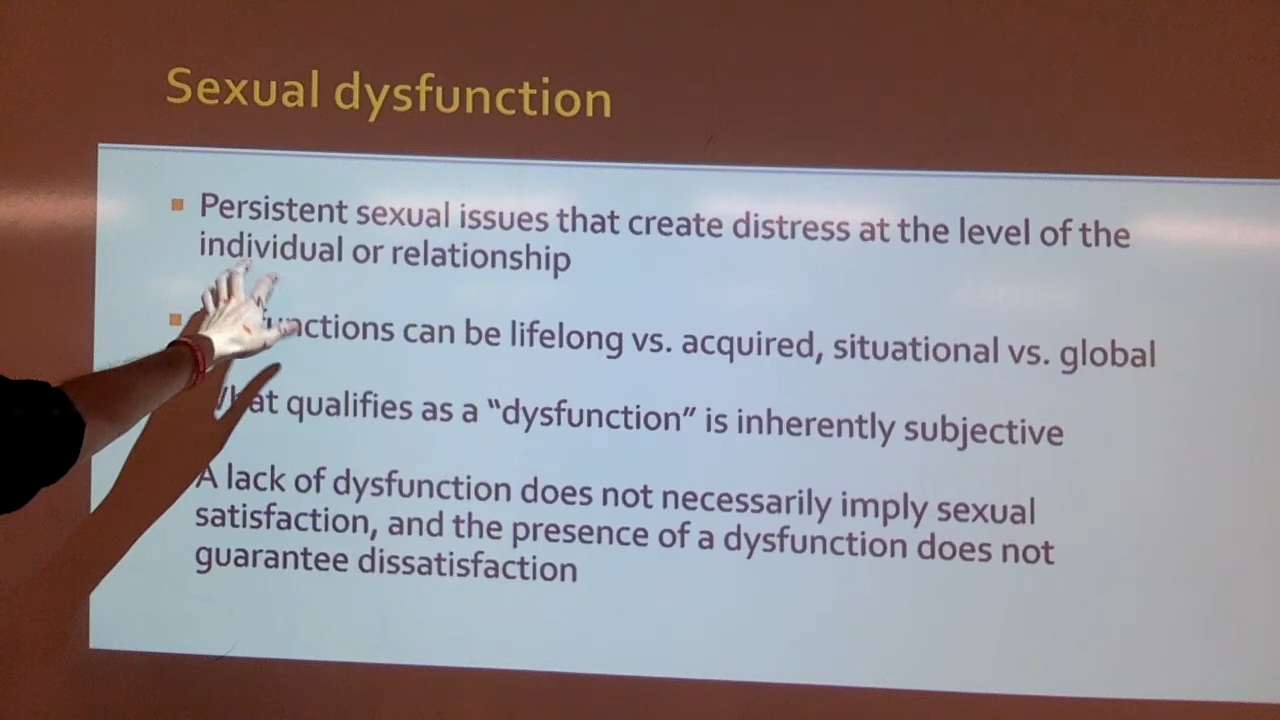 Sexual dysfunction
Persistent sexual issues that create distress at the level of the
individual or relationship
unctions can be lifelong vs. acquired, situational vs. global
What qualifies as a “dysfunction” is inherently subjective
A lack of dysfunction does not necessarily imply sexual
satisfaction, and the presence of a dysfunction does not
guarantee dissatisfaction